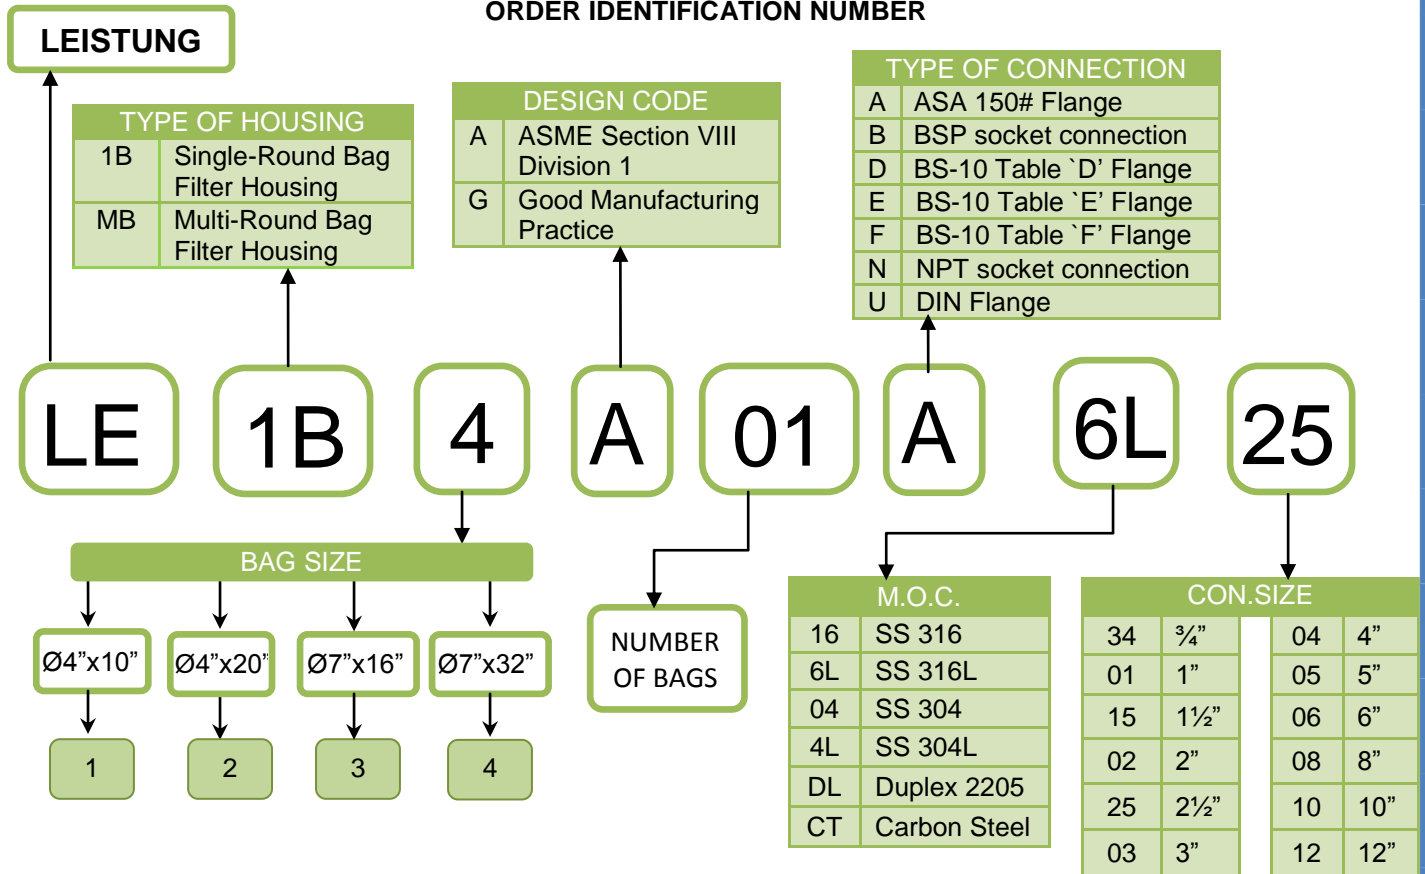 ORDER IDENTIFICATION NUMBER
LEISTUNG
TYPE OF HOUSING
1B Single-Round Bag
Filter Housing
MB Multi-Round Bag
Filter Housing
DESIGN CODE
A ASME Section VIII
Division 1
G Good Manufacturing
Practice
TYPE OF CONNECTION
A ASA 150# Flange
B BSP socket connection
D BS-10 Table `D’ Flange
E BS-10 Table `E’ Flange
F BS-10 Table `F’ Flange
N NPT socket connection
U DIN Flange
LE 1B 4 A 01 A 6L 25
BAG SIZE
Ø4”x10” Ø4”x20” Ø7”x16” Ø7”x32”
1 2 3 4
NUMBER
OF BAGS
M.O.C.
16 SS 316
6L SS 316L
04 SS 304
4L SS 304L
DL Duplex 2205
CT Carbon Steel
CON.SIZE
34 ¾” 04 4”
01 1” 05 5”
15 1½” 06 6”
02 2” 08 8”
25 2½” 10 10”
03 3” 12 12”